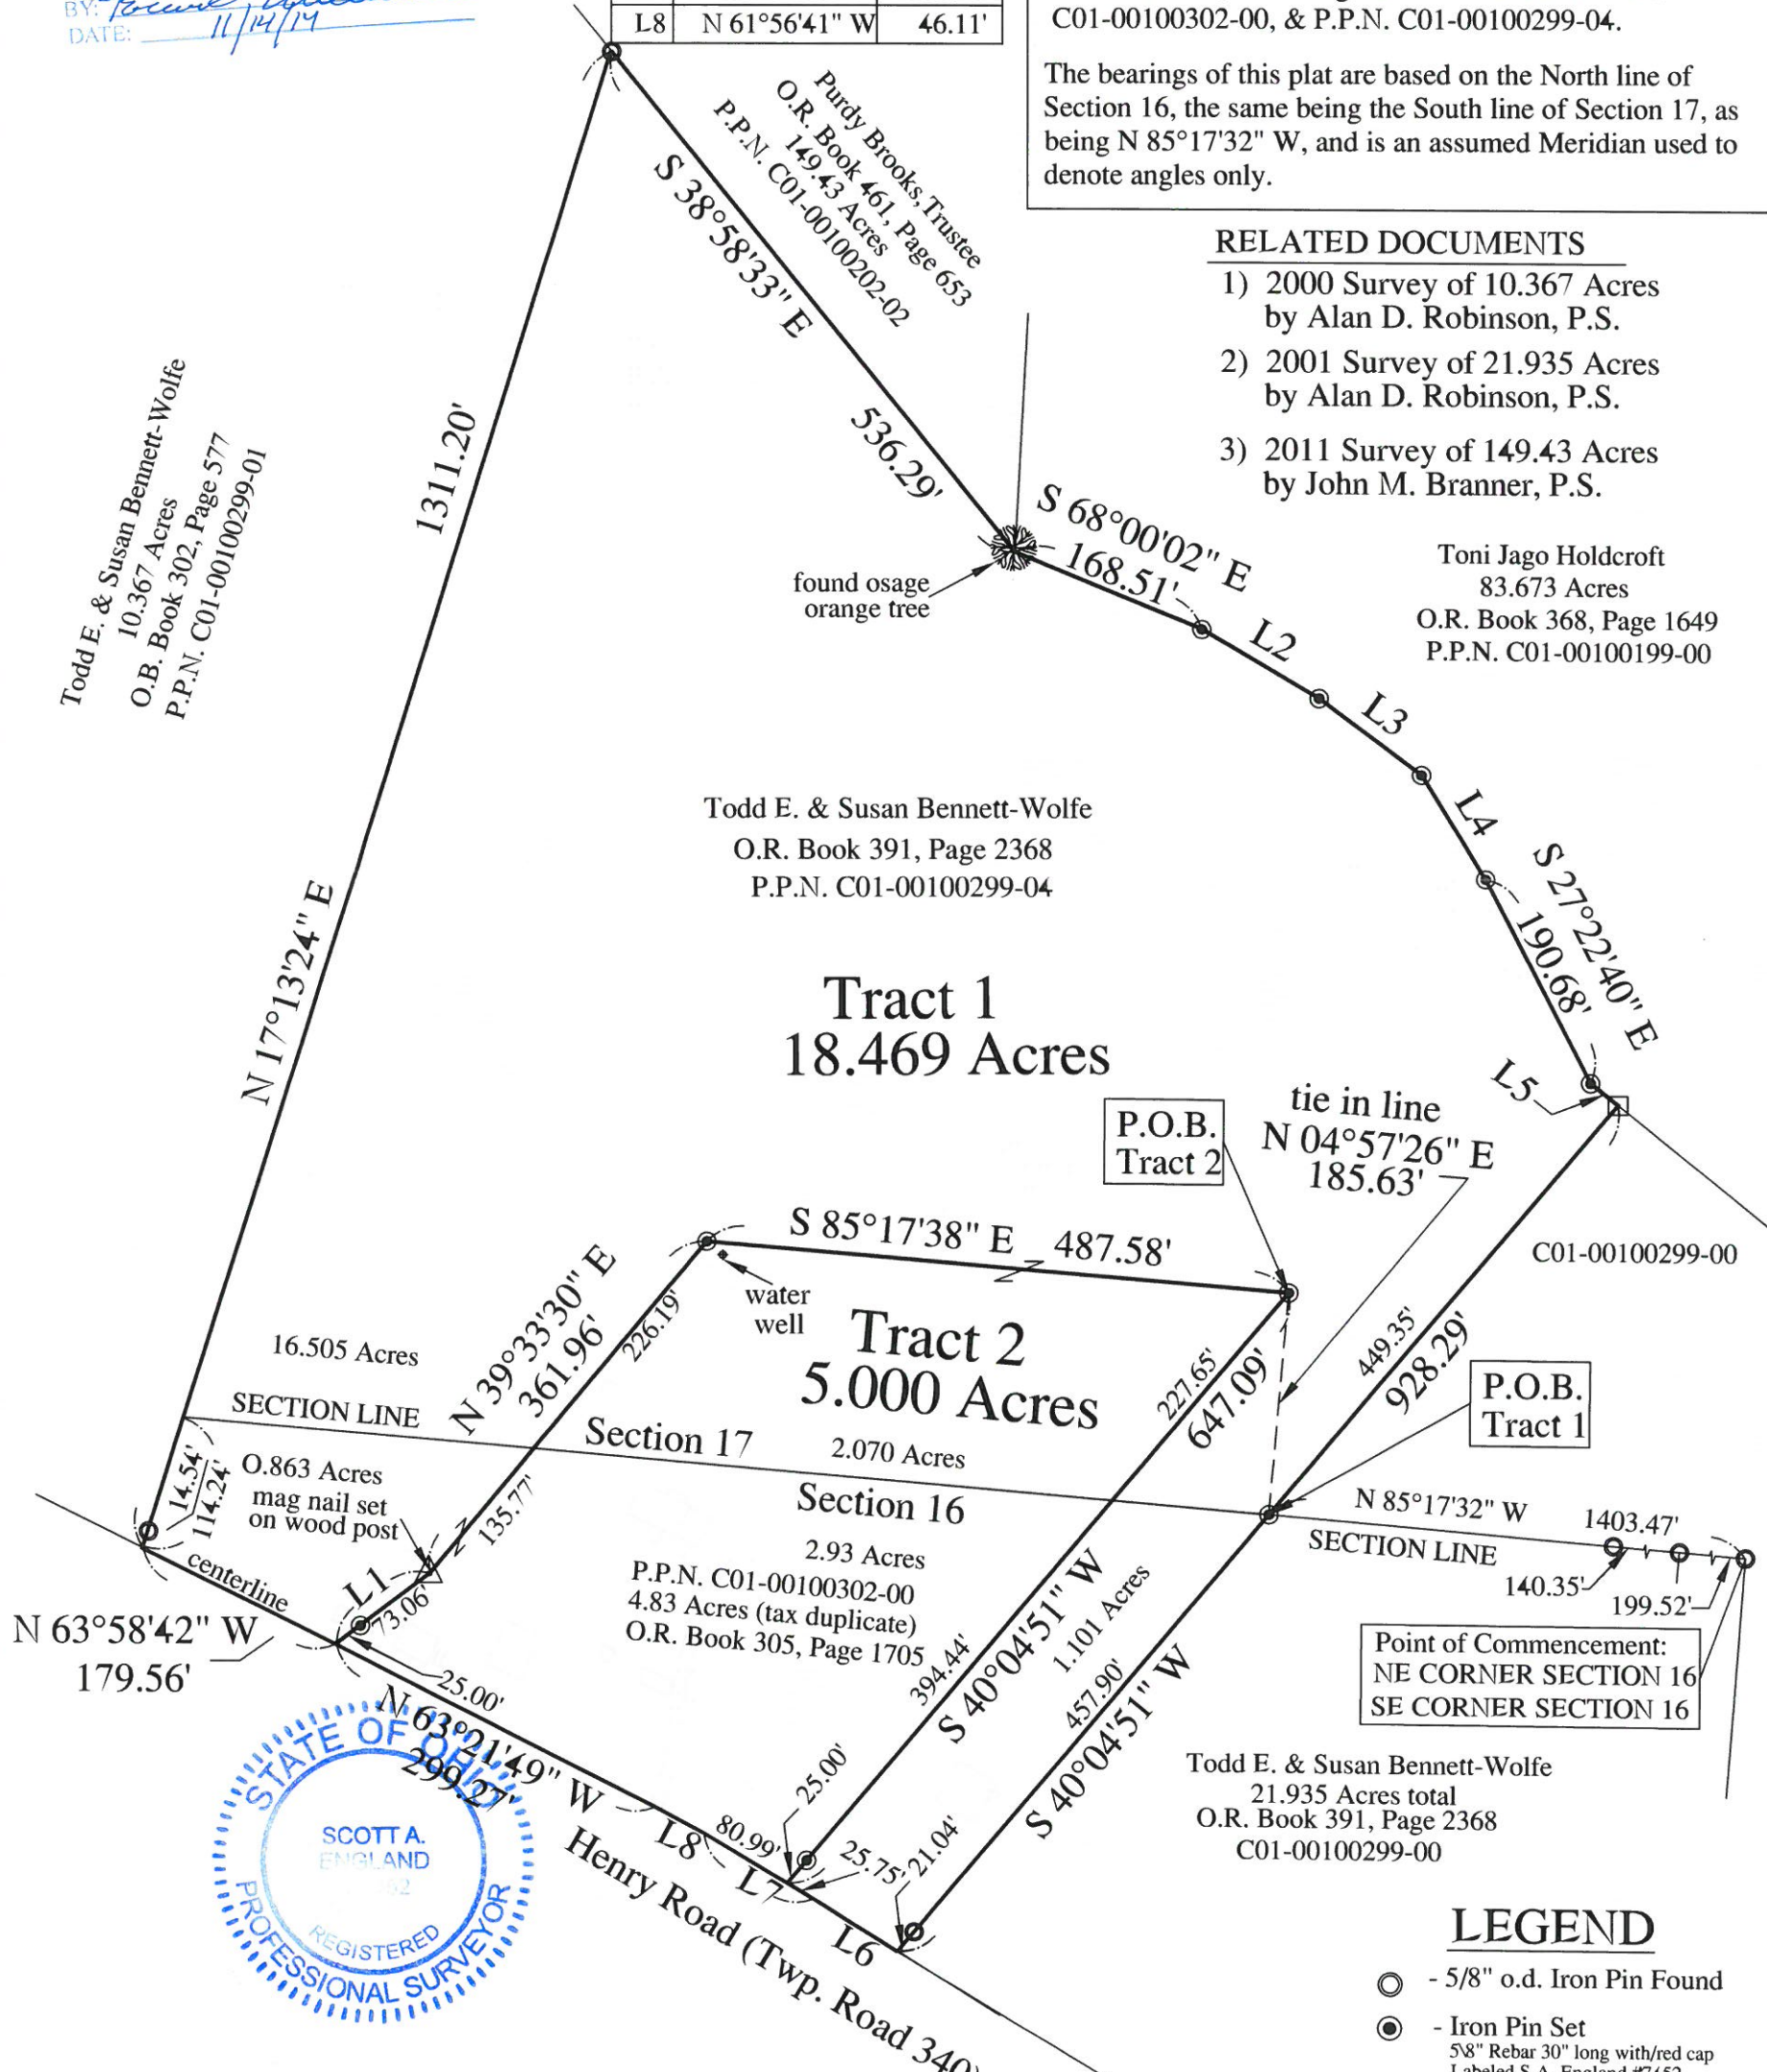 BY:
DATE: 11/14/14
L8 N 61°56'41" W 46.11'
C01-00100302-00, & P.P.N. C01-00100299-04.
The bearings of this plat are based on the North line of
Section 16, the same being the South line of Section 17, as
being N 85°17'32" W, and is an assumed Meridian used to
denote angles only.
Purdy Brooks, Trustee
O.R. Book 461, Page 653
149.43 Acres
P.P.N. C01-00100202-02
S 38°58'33" E
536.29'
RELATED DOCUMENTS
1) 2000 Survey of 10.367 Acres
by Alan D. Robinson, P.S.
2) 2001 Survey of 21.935 Acres
by Alan D. Robinson, P.S.
3) 2011 Survey of 149.43 Acres
by John M. Branner, P.S.
Todd E. & Susan Bennett-Wolfe
10.367 Acres
O.B. Book 302, Page 577
P.P.N. C01-00100299-01
1311.20'
N 17°13'24" E
found osage
orange tree
S 68°00'02" E
168.51'
L2
L3
L4
Toni Jago Holdcroft
83.673 Acres
O.R. Book 368, Page 1649
P.P.N. C01-00100199-00
Todd E. & Susan Bennett-Wolfe
O.R. Book 391, Page 2368
P.P.N. C01-00100299-04
S 27°22'40" E
190.68'
L5
Tract 1
18.469 Acres
P.O.B.
Tract 2
tie in line
N 04°57'26" E
185.63'
C01-00100299-00
S 85°17'38" E 487.58'
water
well
N 39°33'30" E
361.96'
226.19'
Tract 2
5.000 Acres
227.65'
647.09'
449.35'
928.29'
P.O.B.
Tract 1
16.505 Acres
SECTION LINE
Section 17
2.070 Acres
Section 16
2.93 Acres
P.P.N. C01-00100302-00
4.83 Acres (tax duplicate)
O.R. Book 305, Page 1705
14.54'
114.24'
O.863 Acres
mag nail set
on wood post
135.77'
centerline
L1
73.06'
N 63°58'42" W
179.56'
N 85°17'32" W
1403.47'
SECTION LINE
140.35'
199.52'
Point of Commencement:
NE CORNER SECTION 16
SE CORNER SECTION 16
394.44'
S 40°04'51" W
1.101 Acres
457.90'
S 40°04'51" W
25.00'
N 63°21'49" W
299.27'
L8
80.99'
L7
25.00'
25.75'
21.04'
L6
Henry Road (Twp. Road 340)
STATE OF OHIO
SCOTT A.
ENGLAND
REGISTERED
PROFESSIONAL SURVEYOR
Todd E. & Susan Bennett-Wolfe
21.935 Acres total
O.R. Book 391, Page 2368
C01-00100299-00
LEGEND
- 5/8" o.d. Iron Pin Found
- Iron Pin Set
5\8" Rebar 30" long with/red cap
Labeled S.A. England #7452